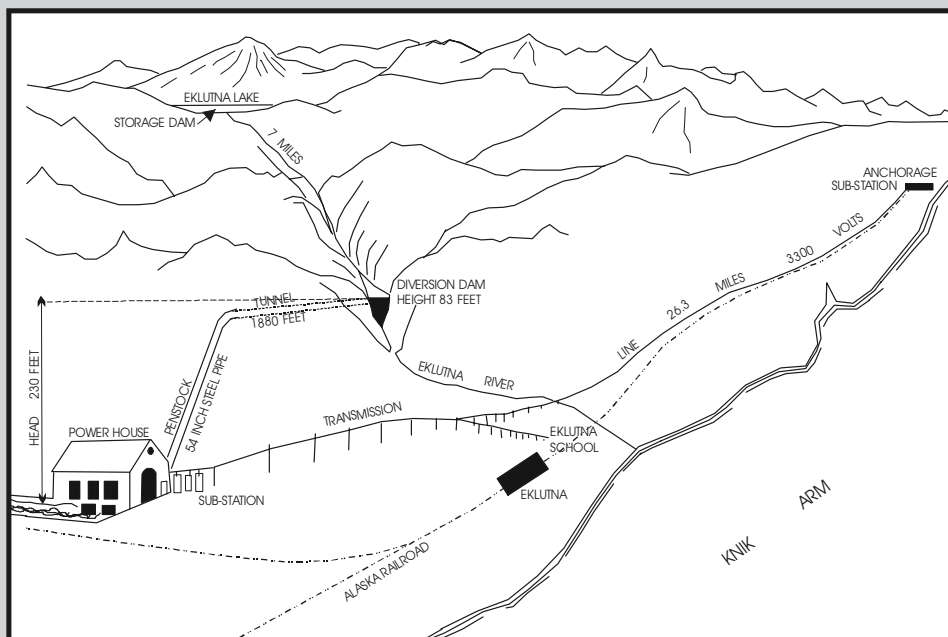 EKLUTNA LAKE
STORAGE DAM
7 MILES
ANCHORAGE
SUB-STATION
DIVERSION DAM
HEIGHT 83 FEET
TUNNEL
1880 FEET
HEAD 230 FEET
PENSTOCK
54 INCH STEEL PIPE
POWER HOUSE
SUB-STATION
TRANSMISSION LINE 26.3 MILES 3300 VOLTS
EKLUTNA RIVER
EKLUTNA
SCHOOL
EKLUTNA
ALASKA RAILROAD
KNIK ARM